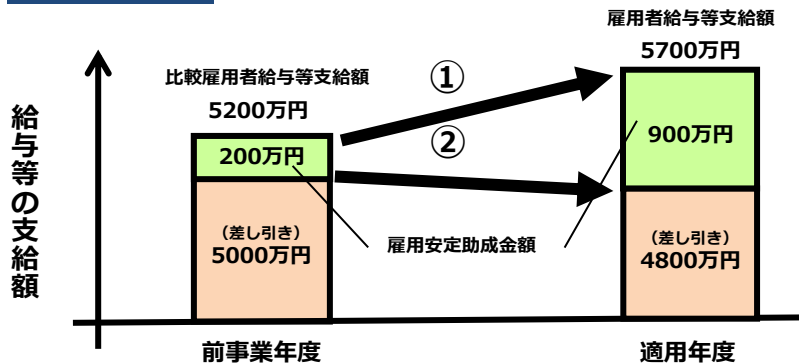 雇用者給与等支給額
5700万円
比較雇用者給与等支給額
5200万円
①
②
200万円
900万円
給与等の支給額
（差し引き）
5000万円
雇用安定助成金額
（差し引き）
4800万円
前事業年度
適用年度